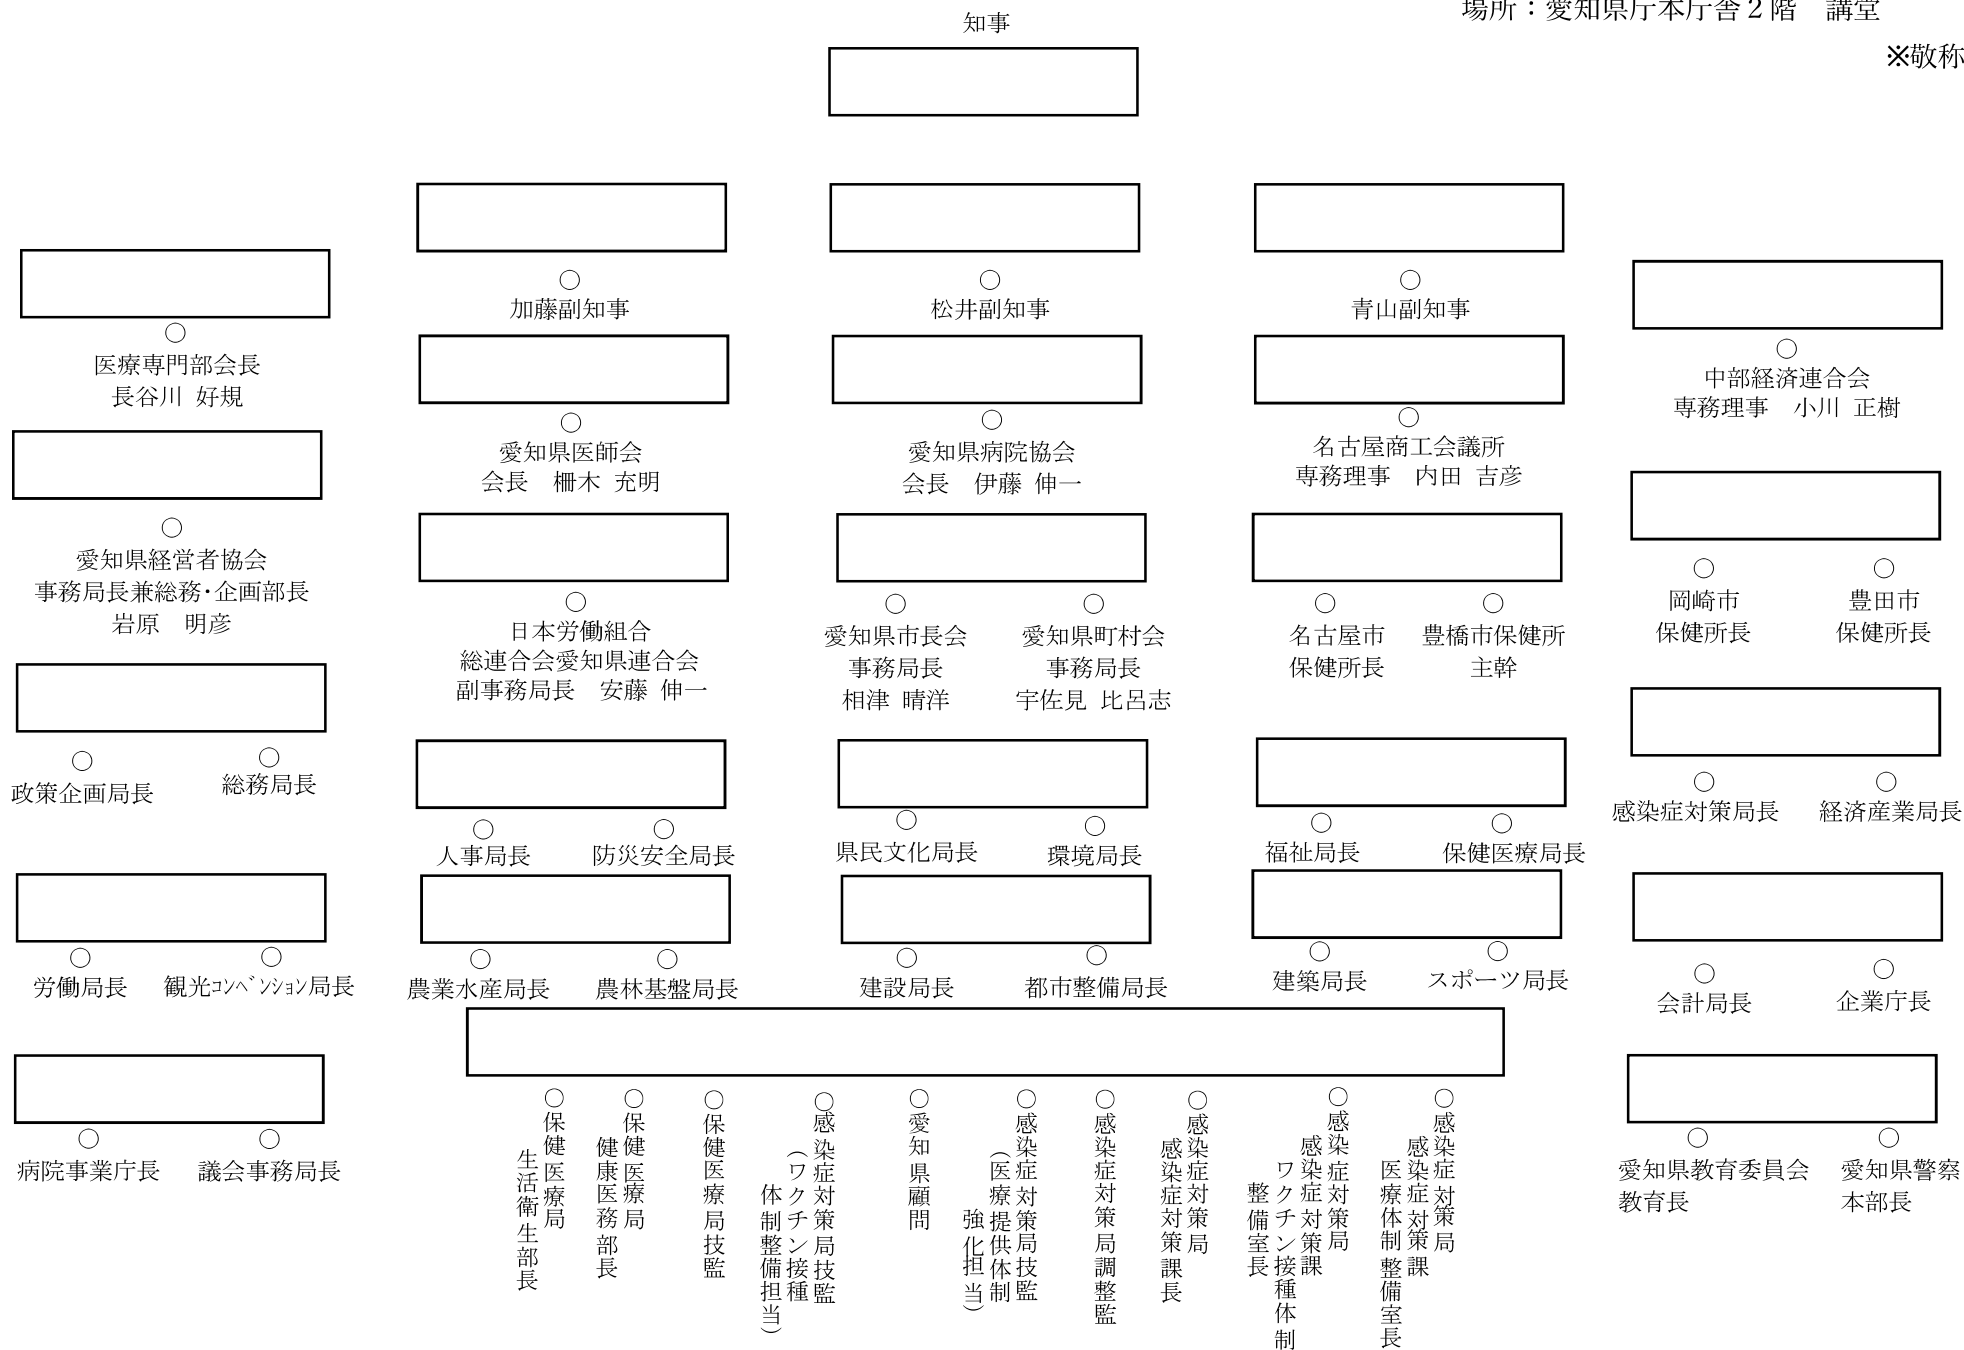 場所：愛知県庁本庁舎２階　講堂
※敬称
知事
加藤副知事
松井副知事
青山副知事
医療専門部会長
長谷川 好規
中部経済連合会
専務理事　小川 正樹
愛知県医師会
会長　柵木 充明
愛知県病院協会
会長　伊藤 伸一
名古屋商工会議所
専務理事　内田 吉彦
愛知県経営者協会
事務局長兼総務・企画部長
岩原　明彦
日本労働組合
総連合会愛知県連合会
副事務局長　安藤 伸一
愛知県市長会
事務局長
相津 晴洋
愛知県町村会
事務局長
宇佐見 比呂志
名古屋市
保健所長
豊橋市保健所
主幹
岡崎市
保健所長
豊田市
保健所長
政策企画局長
総務局長
人事局長
防災安全局長
県民文化局長
環境局長
福祉局長
保健医療局長
感染症対策局長
経済産業局長
労働局長
観光ｺﾝﾍﾞﾝｼｮﾝ局長
農業水産局長
農林基盤局長
建設局長
都市整備局長
建築局長
スポーツ局長
会計局長
企業庁長
病院事業庁長
議会事務局長
保健医療局
生活衛生部長
保健医療局
健康医務部長
保健医療局技監
感染症対策局技監
（ワクチン接種
体制整備担当）
愛知県顧問
感染症対策局技監
（医療提供体制
強化担当）
感染症対策局調整監
感染症対策局
感染症対策課長
感染症対策局
感染症対策課
ワクチン接種体制
整備室長
感染症対策局
感染症対策課
医療体制整備室長
愛知県教育委員会
教育長
愛知県警察
本部長